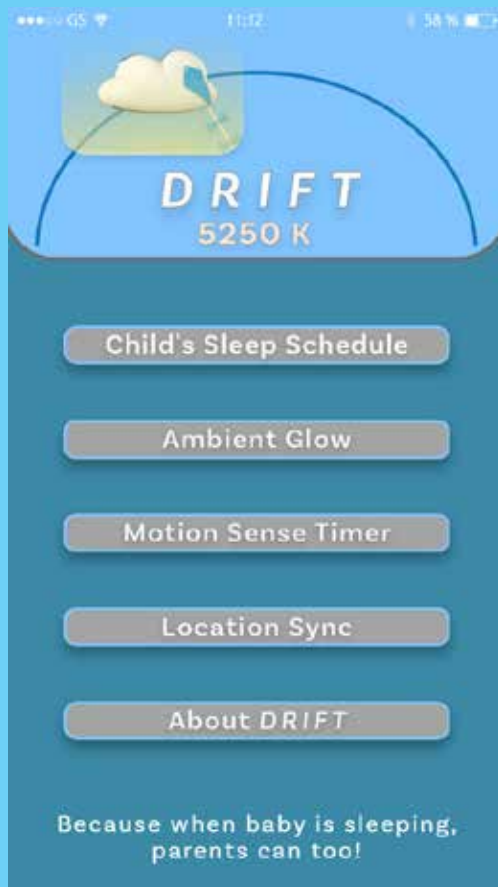 GS 11:12 58 %
DRIFT
5250 K
Child's Sleep Schedule
Ambient Glow
Motion Sense Timer
Location Sync
About DRIFT
Because when baby is sleeping,
parents can too!